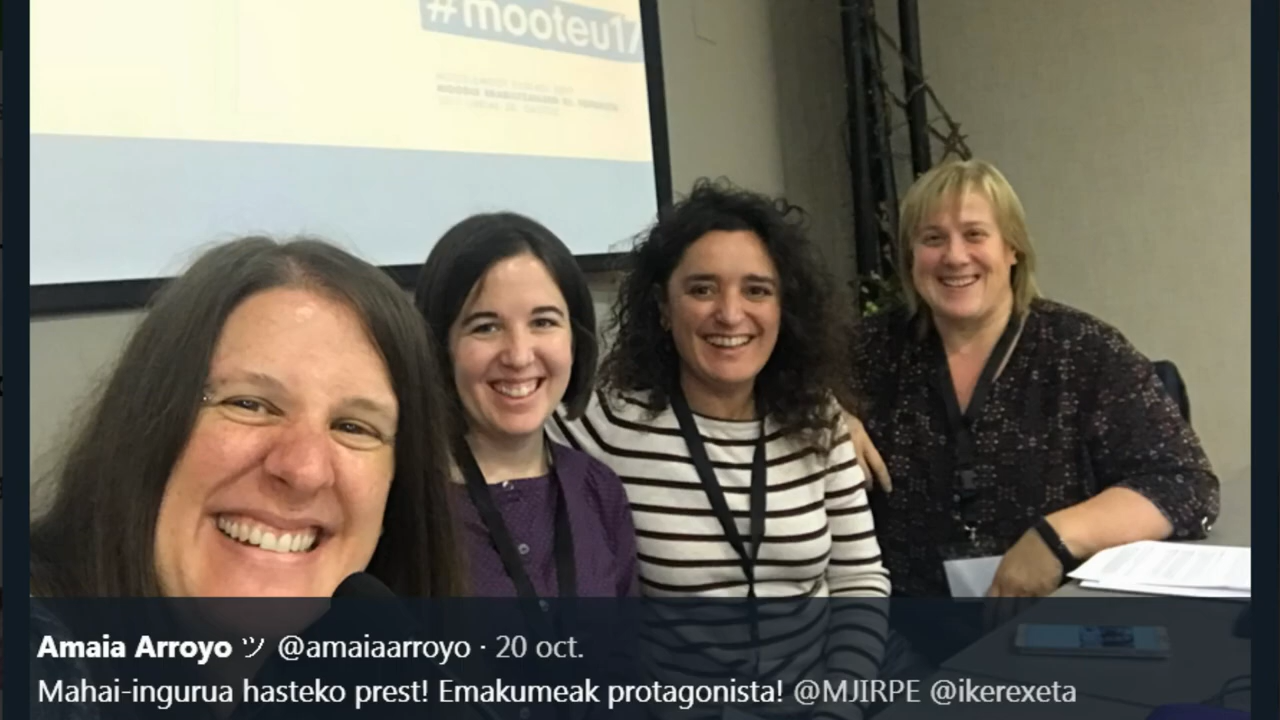 #mooteu17
Amaia Arroyo ツ @amaiaarroyo · 20 oct.
Mahai-ingurua hasteko prest! Emakumeak protagonista! @MJIRPE @ikerexeta